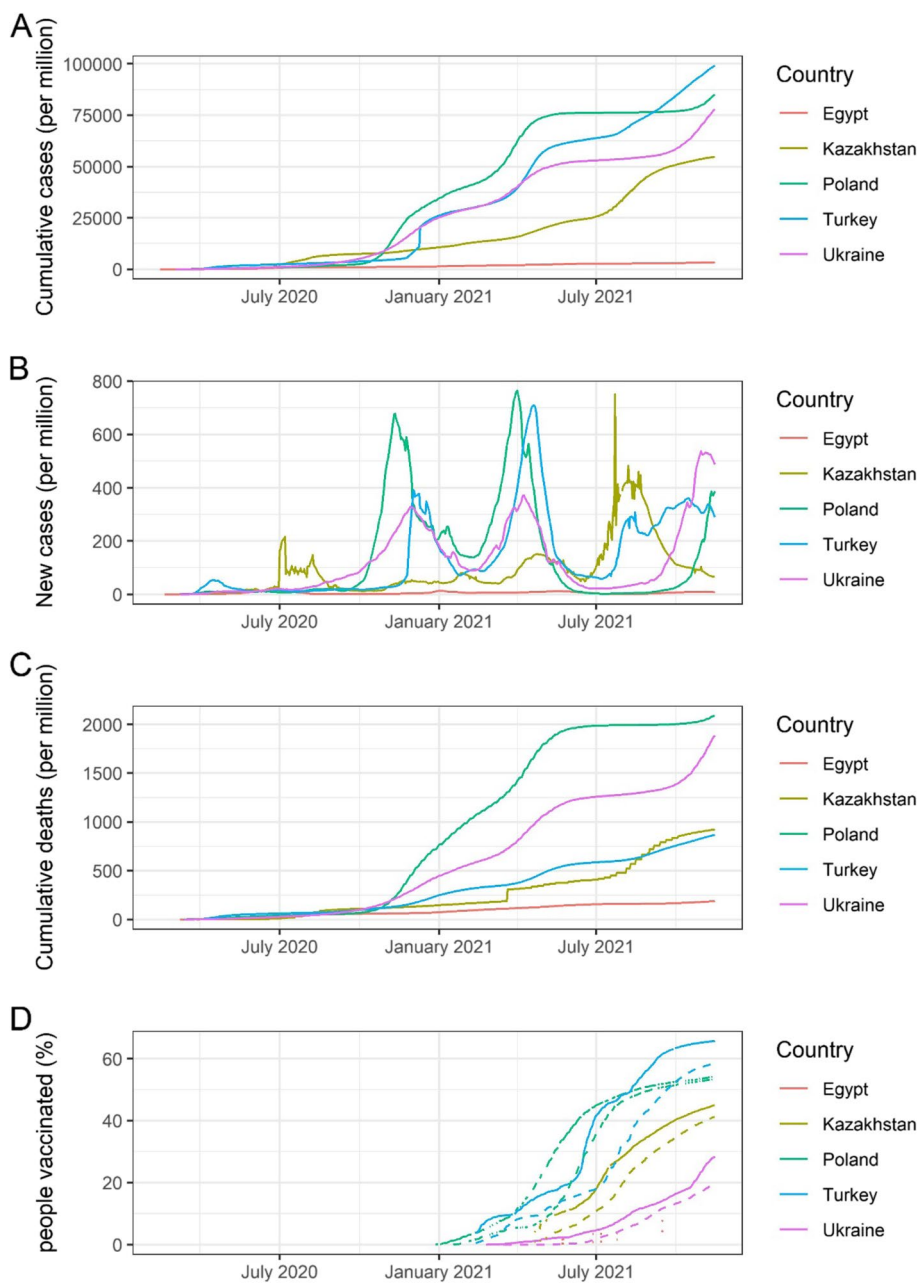 A
Cumulative cases (per million)
100000
75000
50000
25000
0
July 2020
January 2021
July 2021
Country
Egypt
Kazakhstan
Poland
Turkey
Ukraine
B
New cases (per million)
800
600
400
200
0
July 2020
January 2021
July 2021
Country
Egypt
Kazakhstan
Poland
Turkey
Ukraine
C
Cumulative deaths (per million)
2000
1500
1000
500
0
July 2020
January 2021
July 2021
Country
Egypt
Kazakhstan
Poland
Turkey
Ukraine
D
people vaccinated (%)
60
40
20
0
July 2020
January 2021
July 2021
Country
Egypt
Kazakhstan
Poland
Turkey
Ukraine